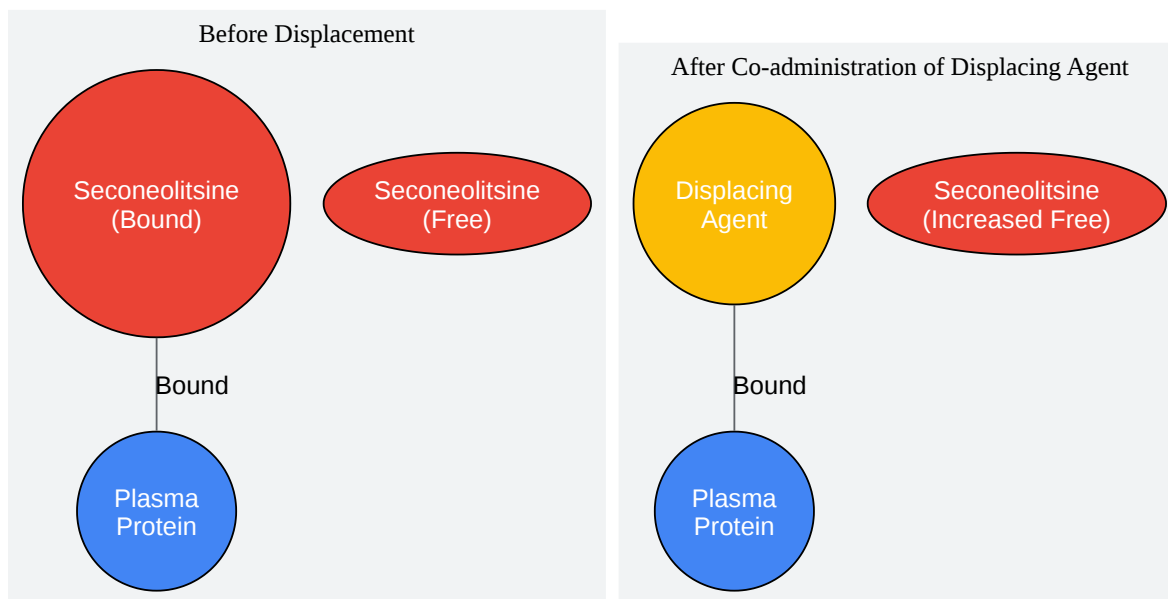 Before Displacement
Seconeolitsine
(Bound)
Seconeolitsine
(Free)
Bound
Plasma
Protein
After Co-administration of Displacing Agent
Displacing
Agent
Seconeolitsine
(Increased Free)
Bound
Plasma
Protein